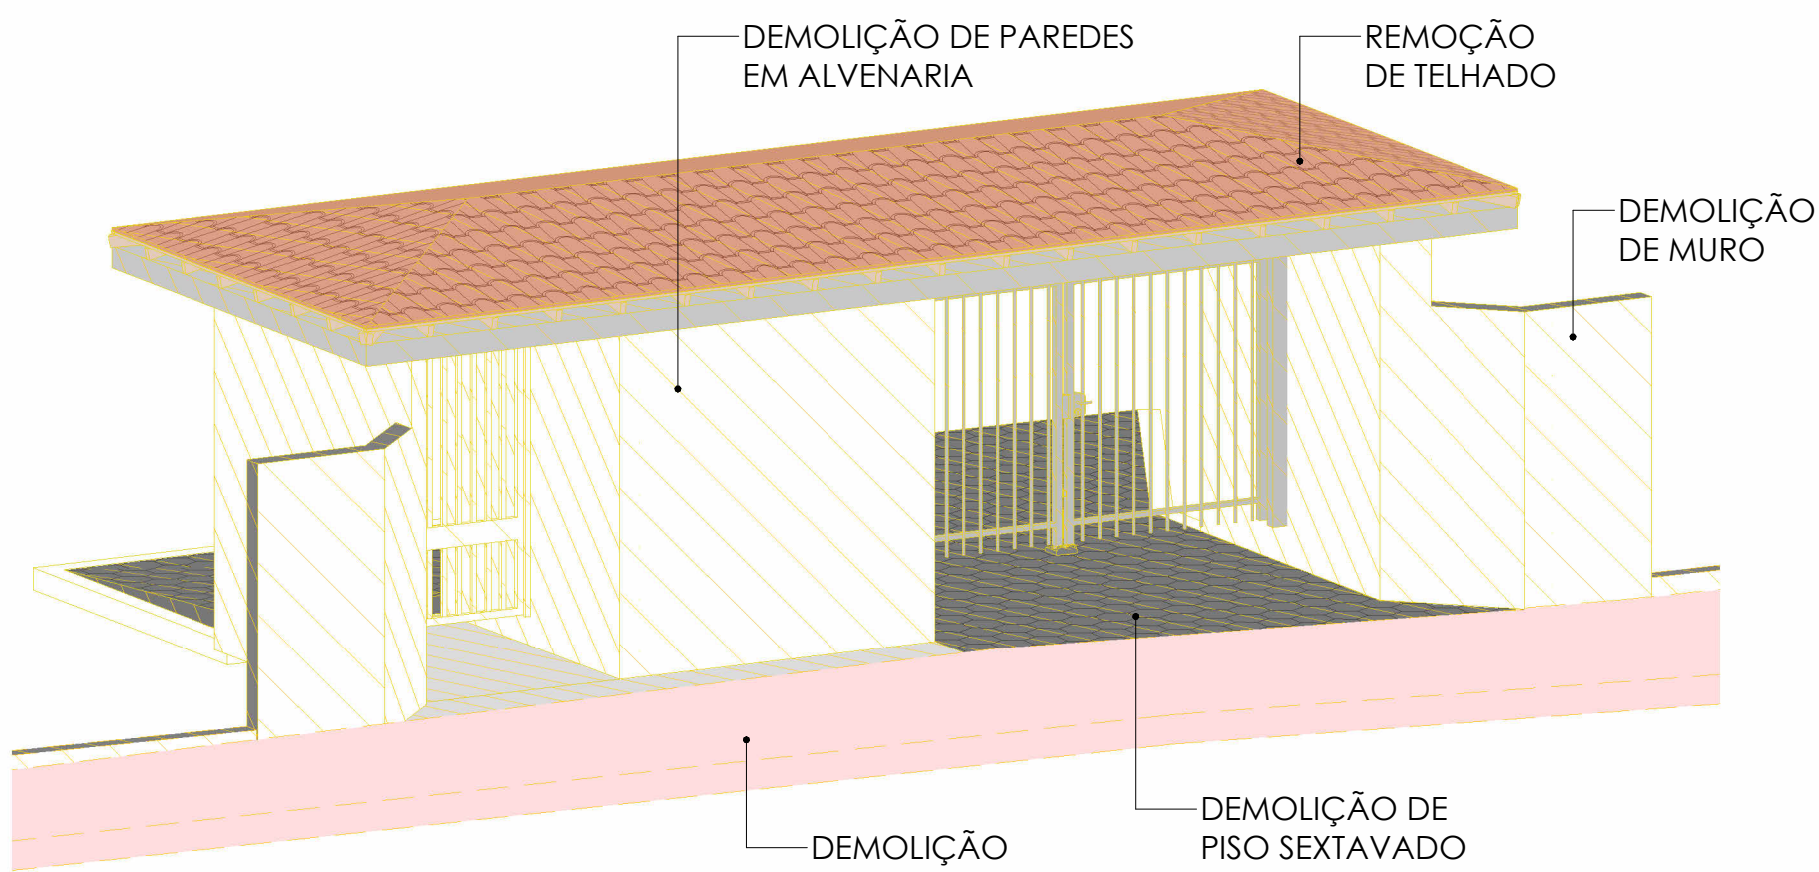 DEMOLIÇÃO DE PAREDES
EM ALVENARIA
REMOÇÃO
DE TELHADO
DEMOLIÇÃO
DE MURO
DEMOLIÇÃO DE
PISO SEXTAVADO
DEMOLIÇÃO